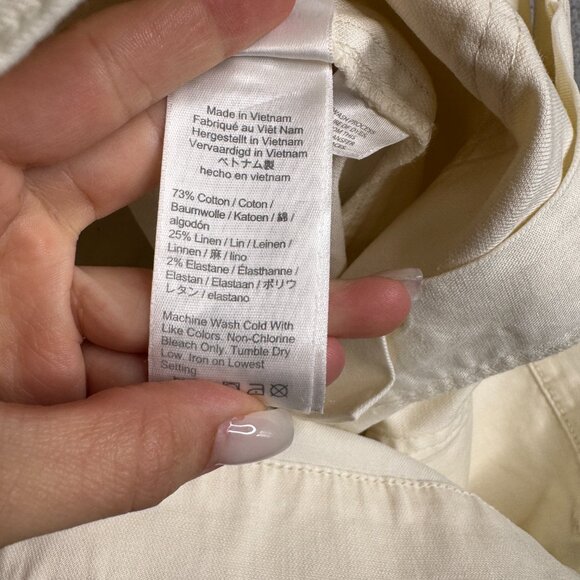 Made in Vietnam
Fabriqué au Viêt Nam
Hergestellt in Vietnam
Vervaardigd in Vietnam
ベトナム製
hecho en vietnam
73% Cotton / Coton /
Baumwolle / Katoen / 綿 /
algodón
25% Linen / Lin / Leinen /
Linnen / 麻 / lino
2% Elastane / Élasthanne /
Elastan / Elastaan / ポリウ
レタン / elastano
Machine Wash Cold With
Like Colors. Non-Chlorine
Bleach Only. Tumble Dry
Low. Iron on Lowest
Setting
WASH PROCESS